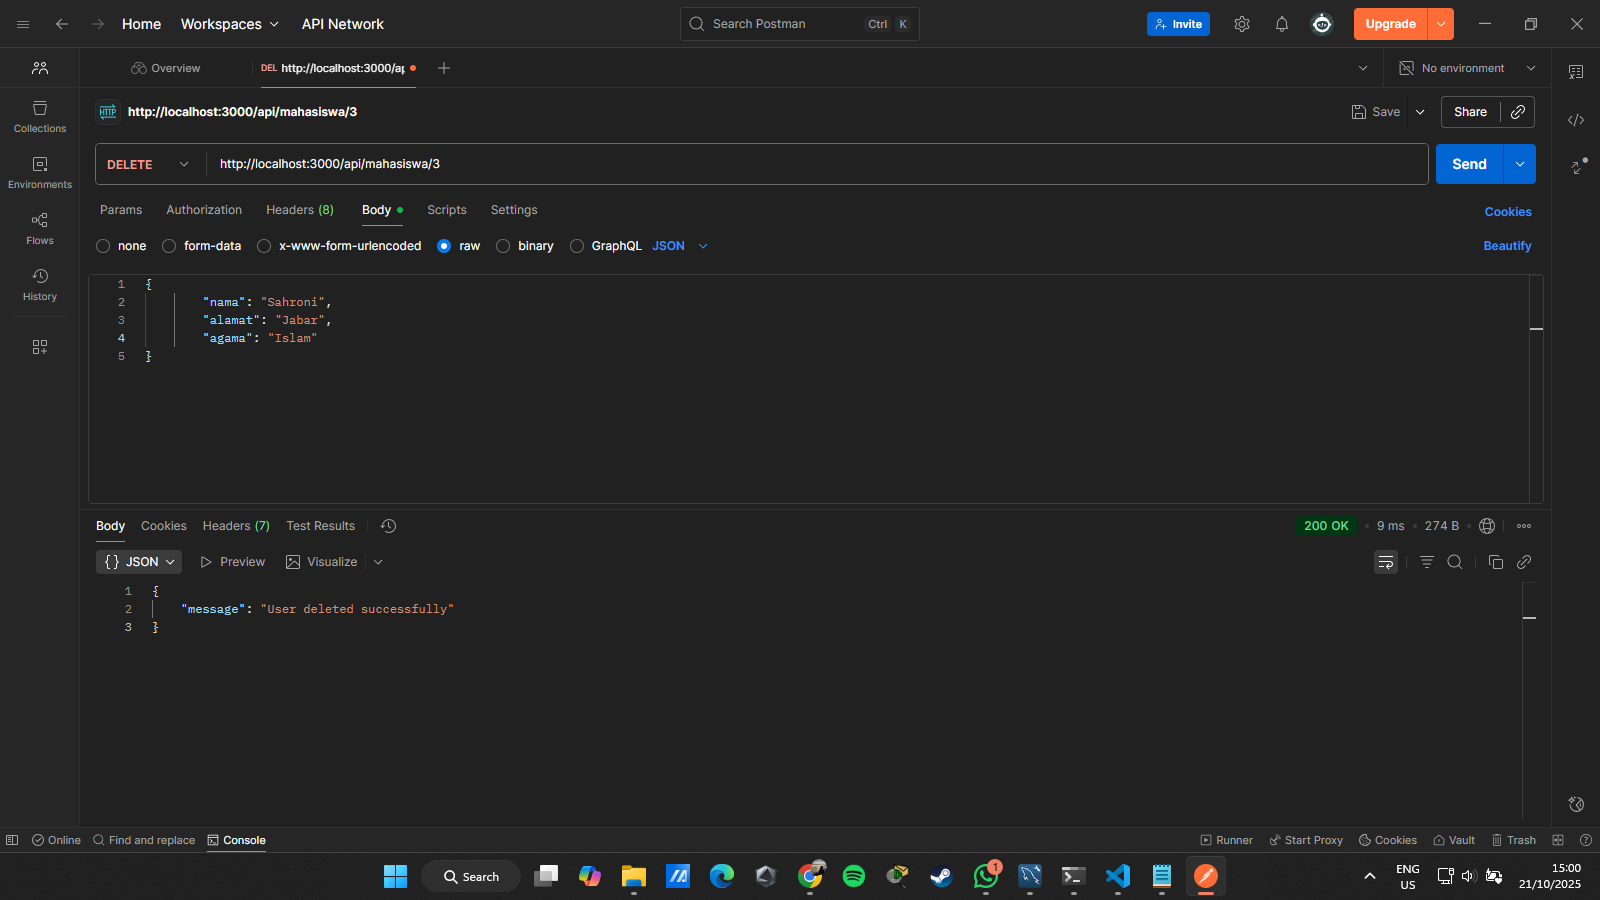 Home Workspaces API Network Search Postman Ctrl K Invite Upgrade
Overview DEL http://localhost:3000/ap No environment
HTTP http://localhost:3000/api/mahasiswa/3 Save Share
Collections
Environments
Flows
History
DELETE http://localhost:3000/api/mahasiswa/3 Send
Params Authorization Headers (8) Body Scripts Settings Cookies
none form-data x-www-form-urlencoded raw binary GraphQL JSON Beautify
1 {
2 "nama": "Sahroni",
3 "alamat": "Jabar",
4 "agama": "Islam"
5 }
Body Cookies Headers (7) Test Results 200 OK • 9 ms • 274 B
{ } JSON Preview Visualize
1 {
2 "message": "User deleted successfully"
3 }
Online Find and replace Console Runner Start Proxy Cookies Vault Trash
Search 1 ENG 15:00
US 21/10/2025